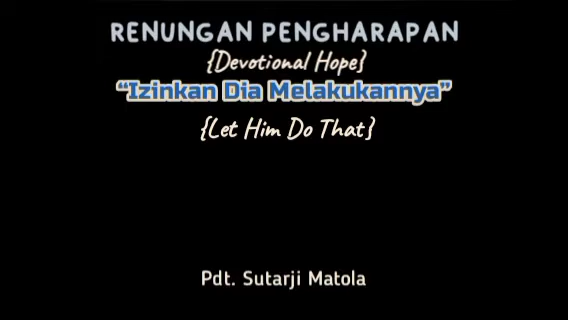 RENUNGAN PENGHARAPAN
{Devotional Hope}
“Izinkan Dia Melakukannya”
{Let Him Do That}
Pdt. Sutarji Matola